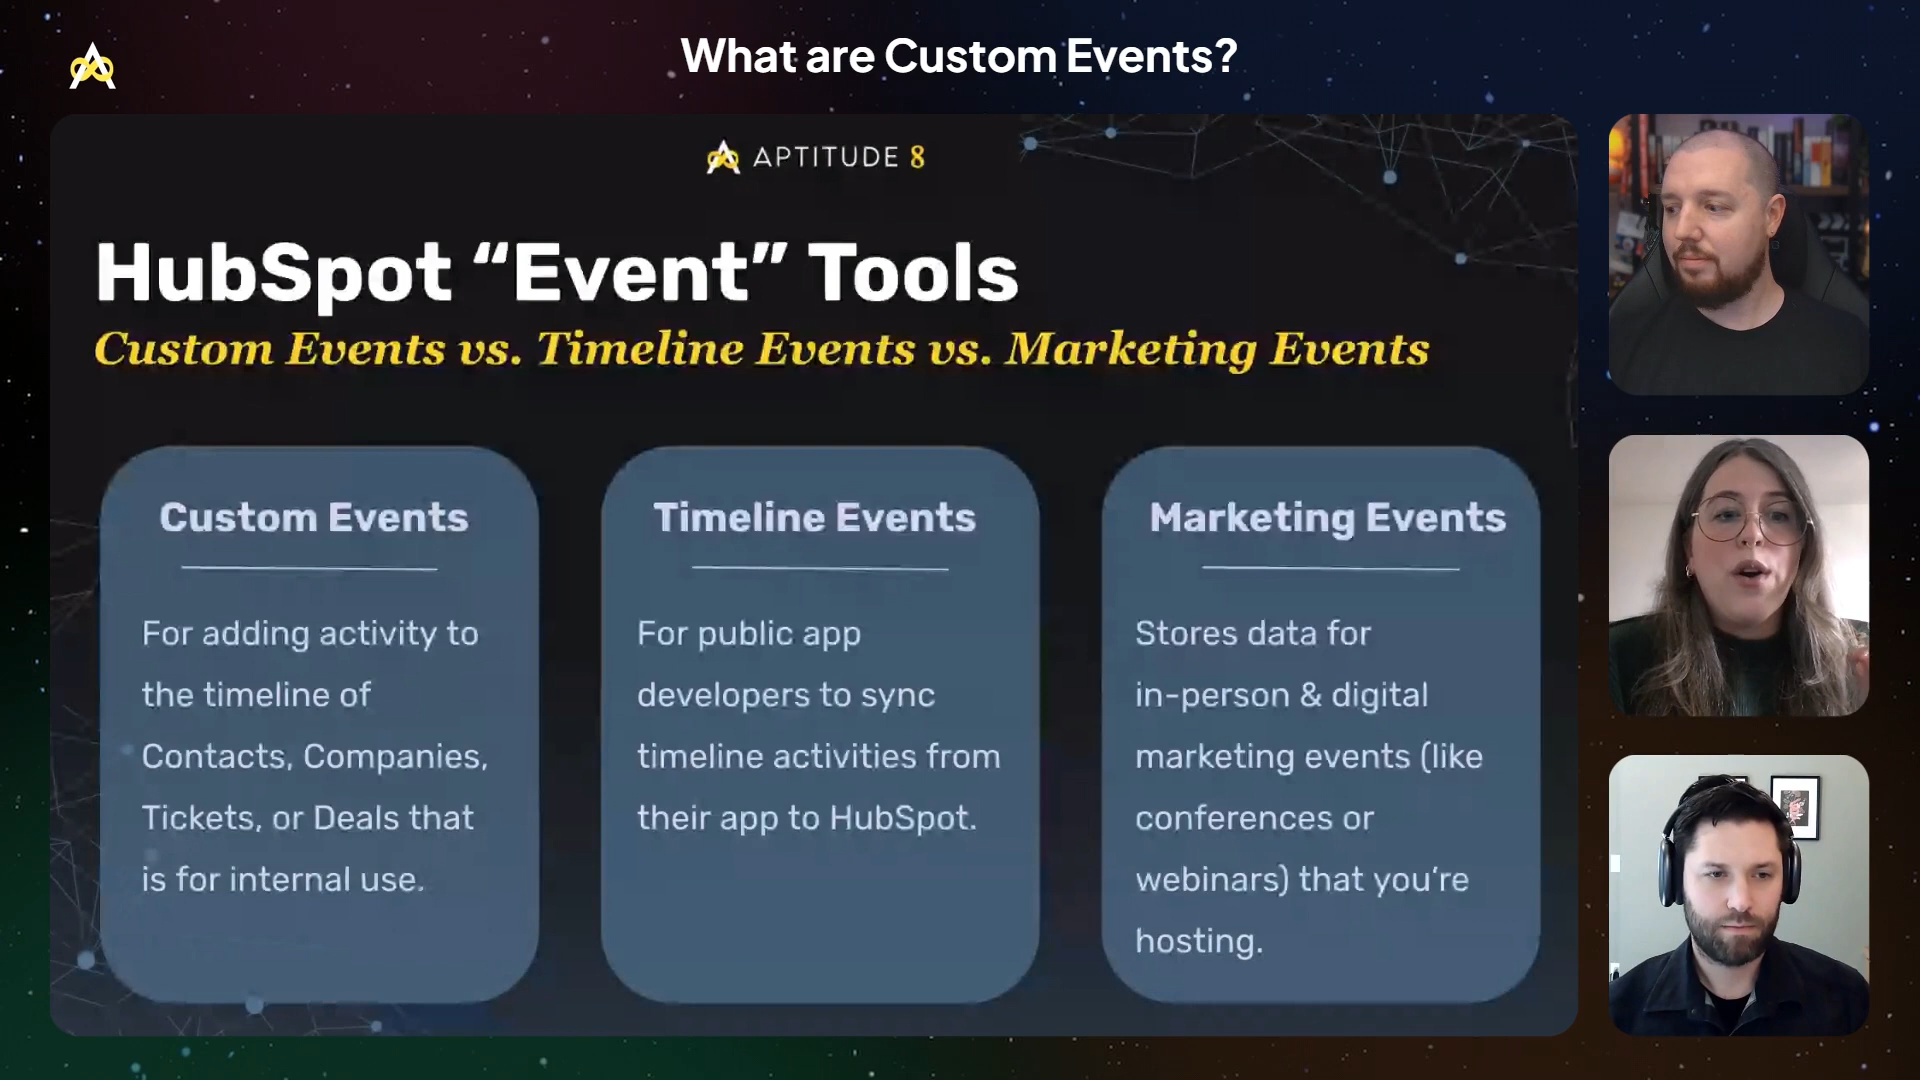 What are Custom Events?
APTITUDE 8
HubSpot “Event” Tools
Custom Events vs. Timeline Events vs. Marketing Events
Custom Events
For adding activity to
the timeline of
Contacts, Companies,
Tickets, or Deals that
is for internal use.
Timeline Events
For public app
developers to sync
timeline activities from
their app to HubSpot.
Marketing Events
Stores data for
in-person & digital
marketing events (like
conferences or
webinars) that you’re
hosting.